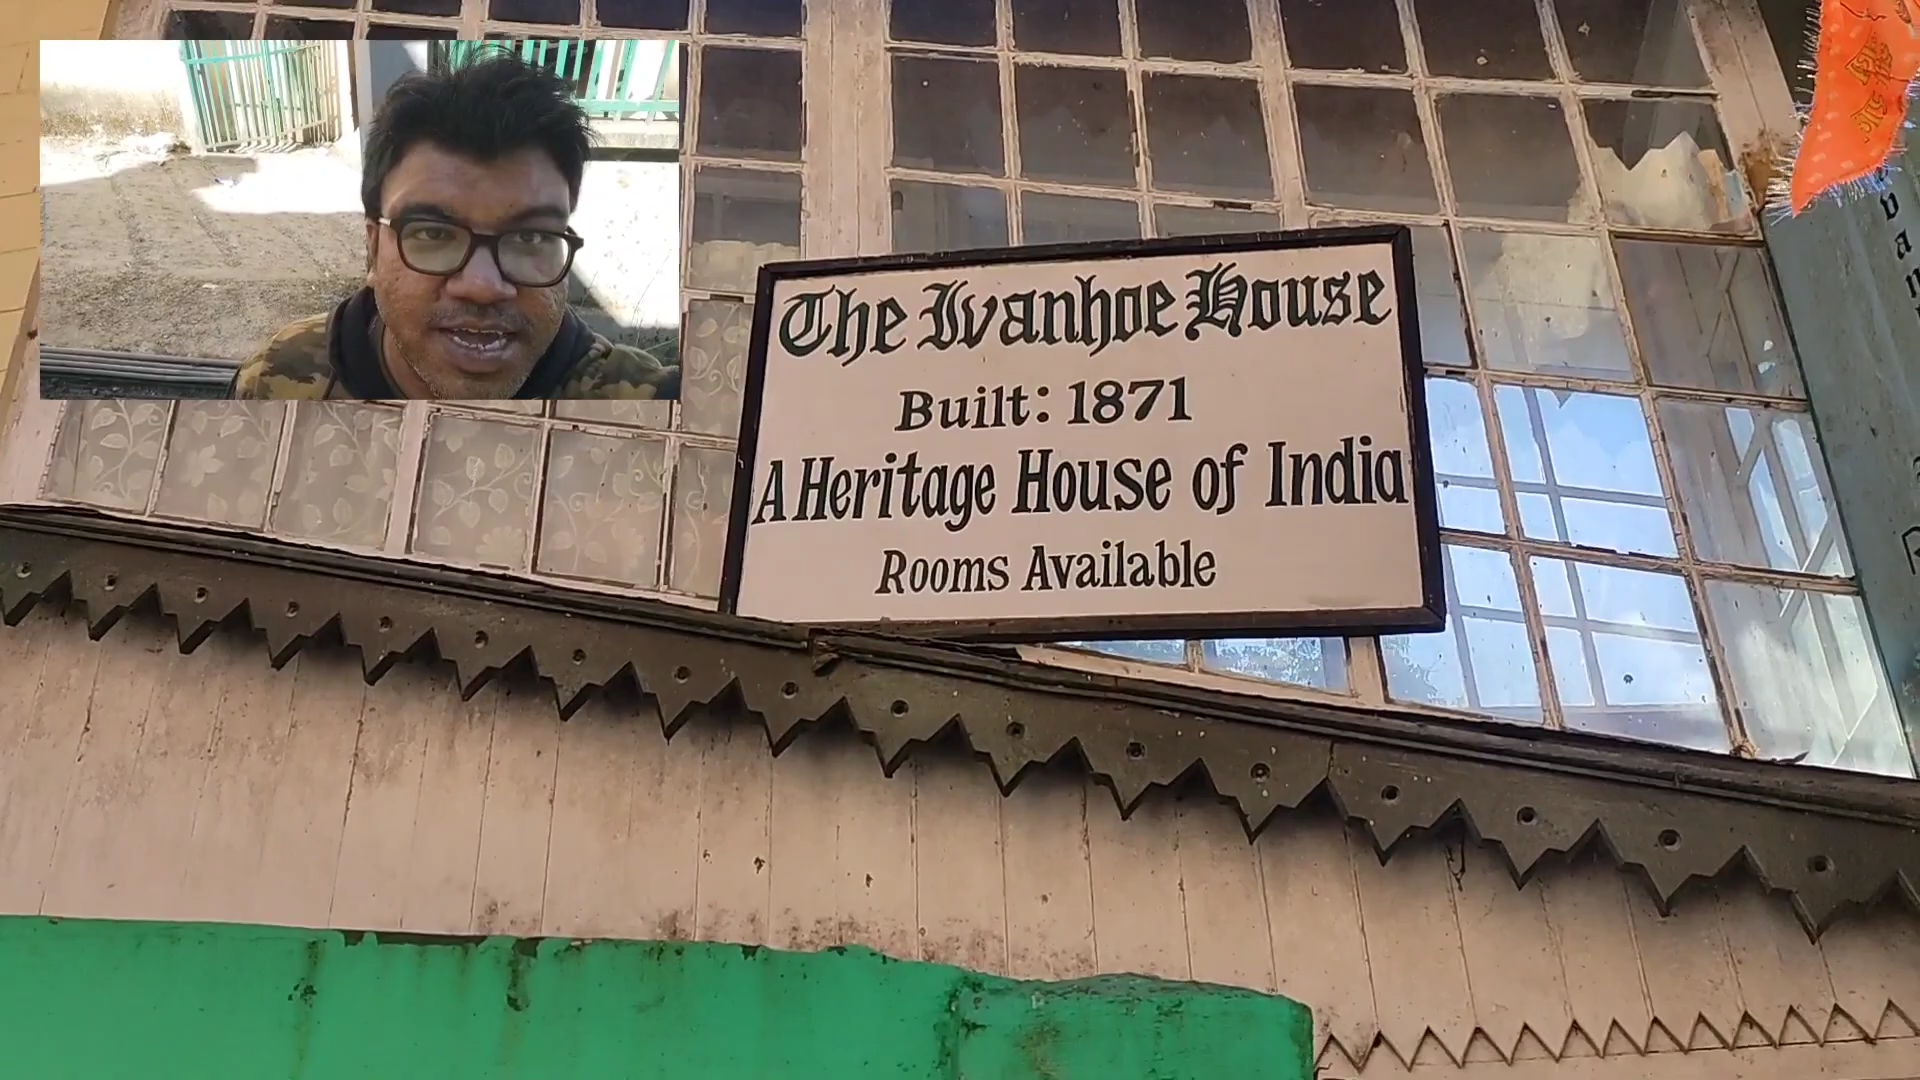 The Ivanhoe House
Built: 1871
A Heritage House of India
Rooms Available